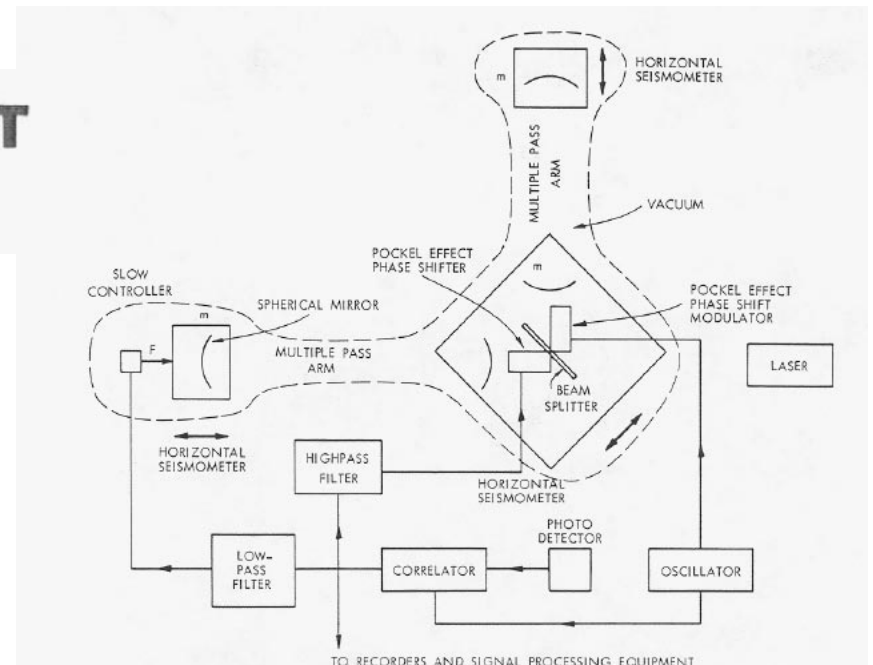 T
m
HORIZONTAL
SEISMOMETER
MULTIPLE PASS
ARM
VACUUM
POCKEL EFFECT
PHASE SHIFTER
m
SLOW
CONTROLLER
m
SPHERICAL MIRROR
POCKEL EFFECT
PHASE SHIFT
MODULATOR
F
MULTIPLE PASS
ARM
BEAM
SPLITTER
LASER
HORIZONTAL
SEISMOMETER
HIGHPASS
FILTER
HORIZONTAL
SEISMOMETER
PHOTO
DETECTOR
LOW-
PASS
FILTER
CORRELATOR
OSCILLATOR
TO RECORDERS AND SIGNAL PROCESSING EQUIPMENT